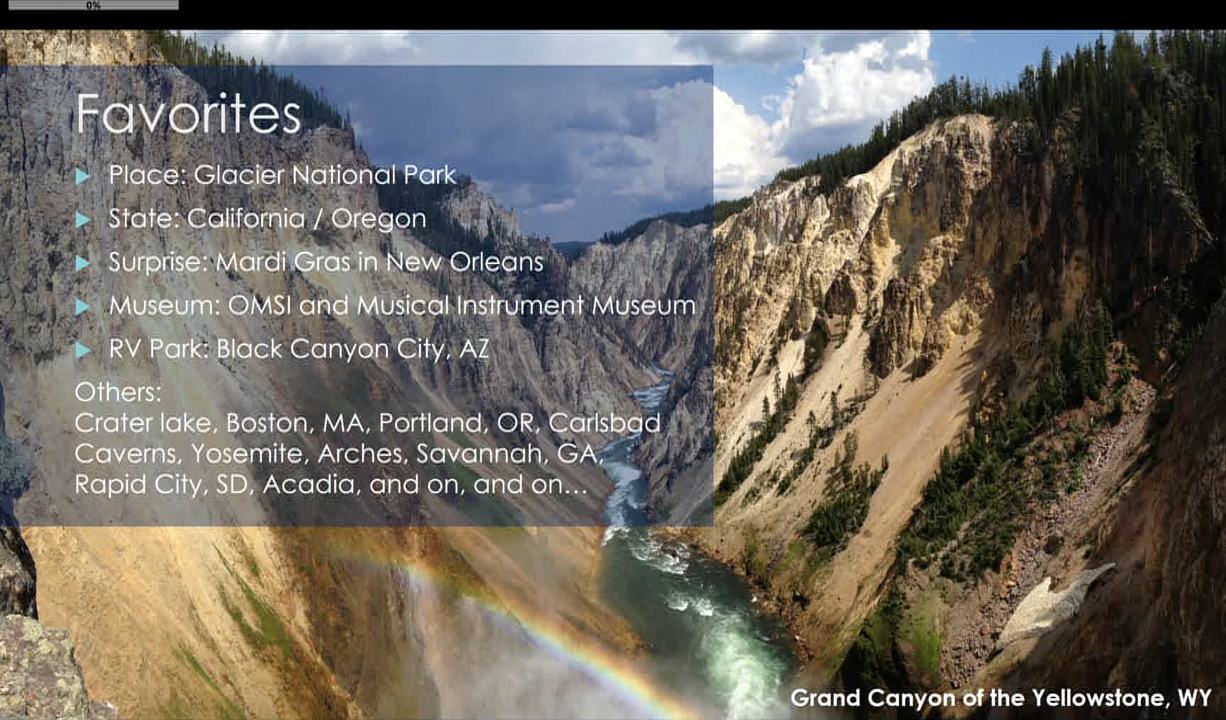 0%
Favorites
Place: Glacier National Park
State: California / Oregon
Surprise: Mardi Gras in New Orleans
Museum: OMSI and Musical Instrument Museum
RV Park: Black Canyon City, AZ
Others:
Crater lake, Boston, MA, Portland, OR, Carlsbad
Caverns, Yosemite, Arches, Savannah, GA,
Rapid City, SD, Acadia, and on, and on...
Grand Canyon of the Yellowstone, WY